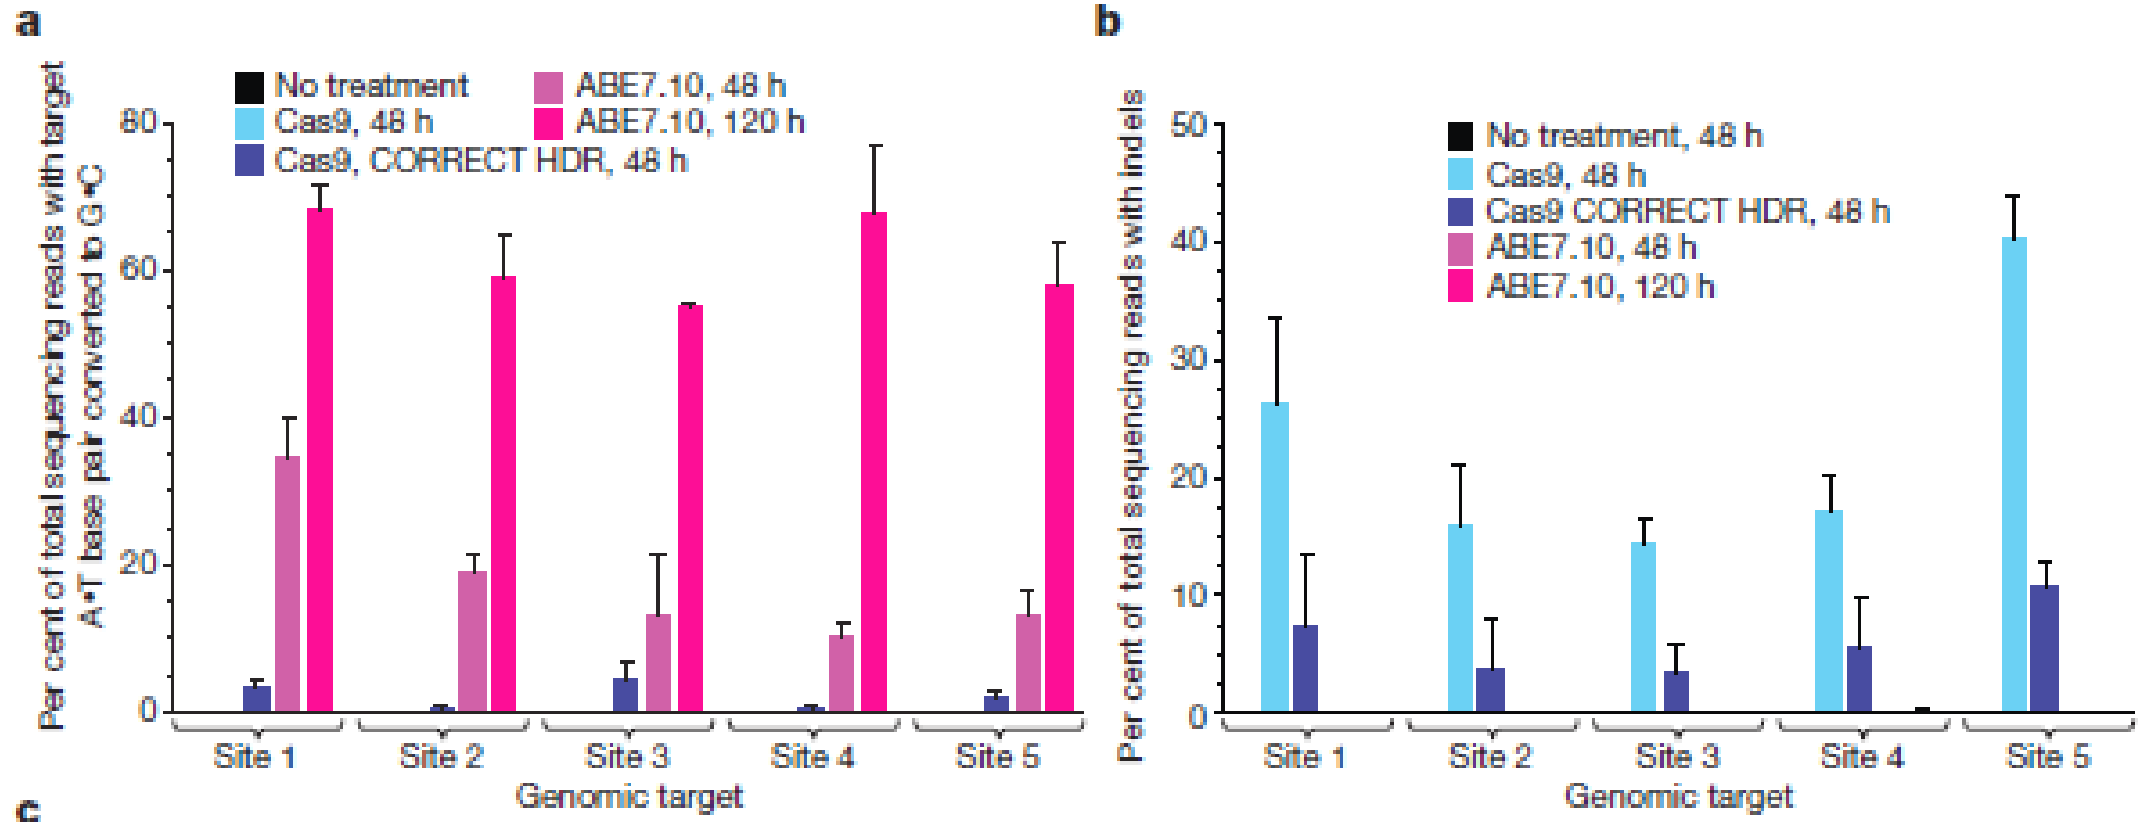 a
Per cent of total sequencing reads with target
A•T base pair converted to G•C
No treatment
Cas9, 48 h
Cas9, CORRECT HDR, 48 h
ABE7.10, 48 h
ABE7.10, 120 h
80
60
40
20
0
Site 1 Site 2 Site 3 Site 4 Site 5
Genomic target
b
Per cent of total sequencing reads with indels
No treatment, 48 h
Cas9, 48 h
Cas9 CORRECT HDR, 48 h
ABE7.10, 48 h
ABE7.10, 120 h
50
40
30
20
10
0
Site 1 Site 2 Site 3 Site 4 Site 5
Genomic target
c